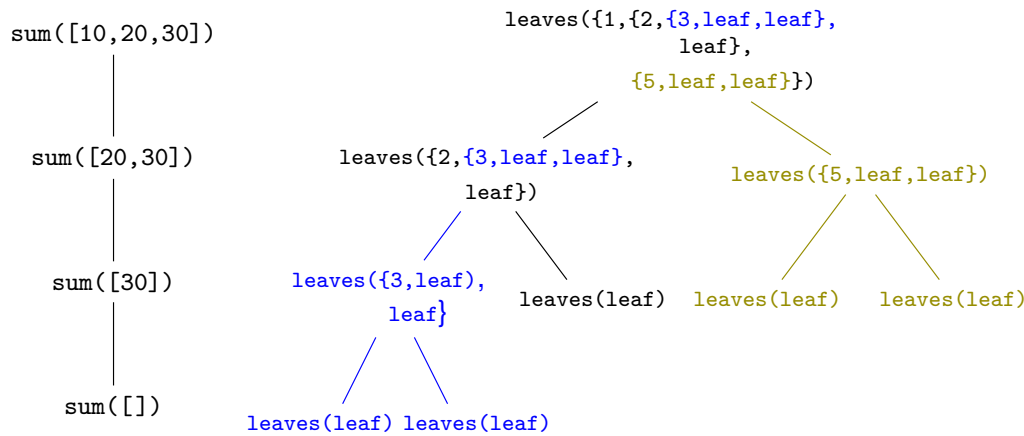 sum([10,20,30])
sum([20,30])
sum([30])
sum([])
leaves({1,{2,{3,leaf,leaf},
leaf},
{5,leaf,leaf}})
leaves({2,{3,leaf,leaf},
leaf})
leaves({5,leaf,leaf})
leaves({3,leaf),
leaf}
leaves(leaf)
leaves(leaf)
leaves(leaf)
leaves(leaf)
leaves(leaf)